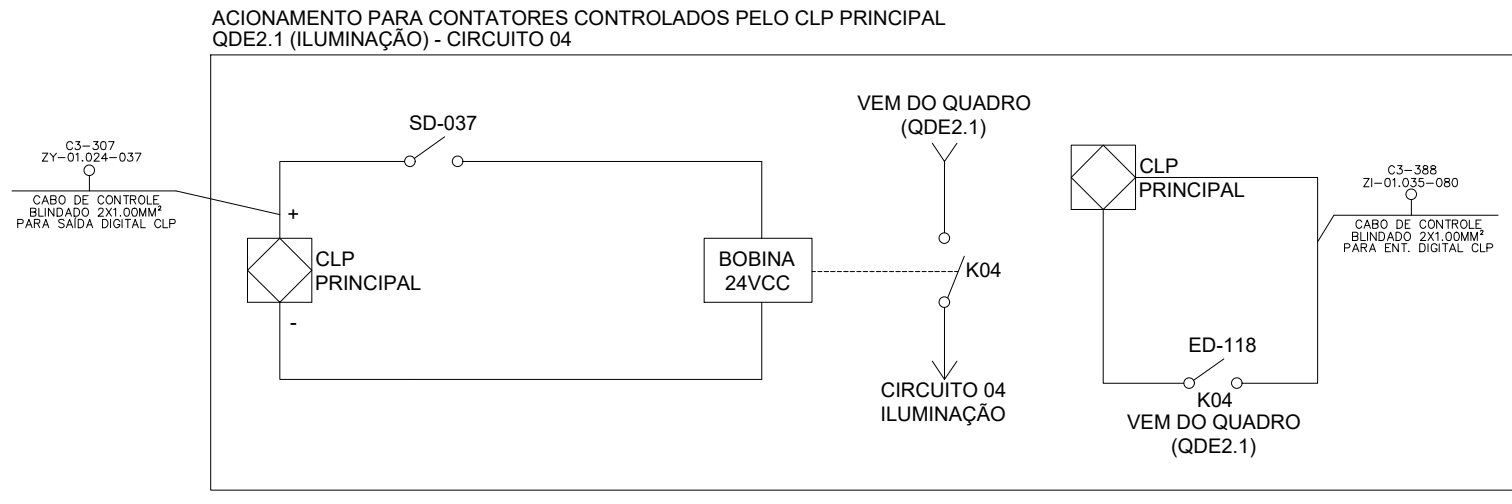 ACIONAMENTO PARA CONTATORES CONTROLADOS PELO CLP PRINCIPAL
QDE2.1 (ILUMINAÇÃO) - CIRCUITO 04
C3-307
ZY-01.024-037
CABO DE CONTROLE
BLINDADO 2X1.00MM²
PARA SAÍDA DIGITAL CLP
SD-037
+
CLP
PRINCIPAL
-
BOBINA
24VCC
VEM DO QUADRO
(QDE2.1)
K04
CIRCUITO 04
ILUMINAÇÃO
CLP
PRINCIPAL
ED-118
K04
VEM DO QUADRO
(QDE2.1)
C3-388
ZI-01.035-080
CABO DE CONTROLE
BLINDADO 2X1.00MM²
PARA ENT. DIGITAL CLP